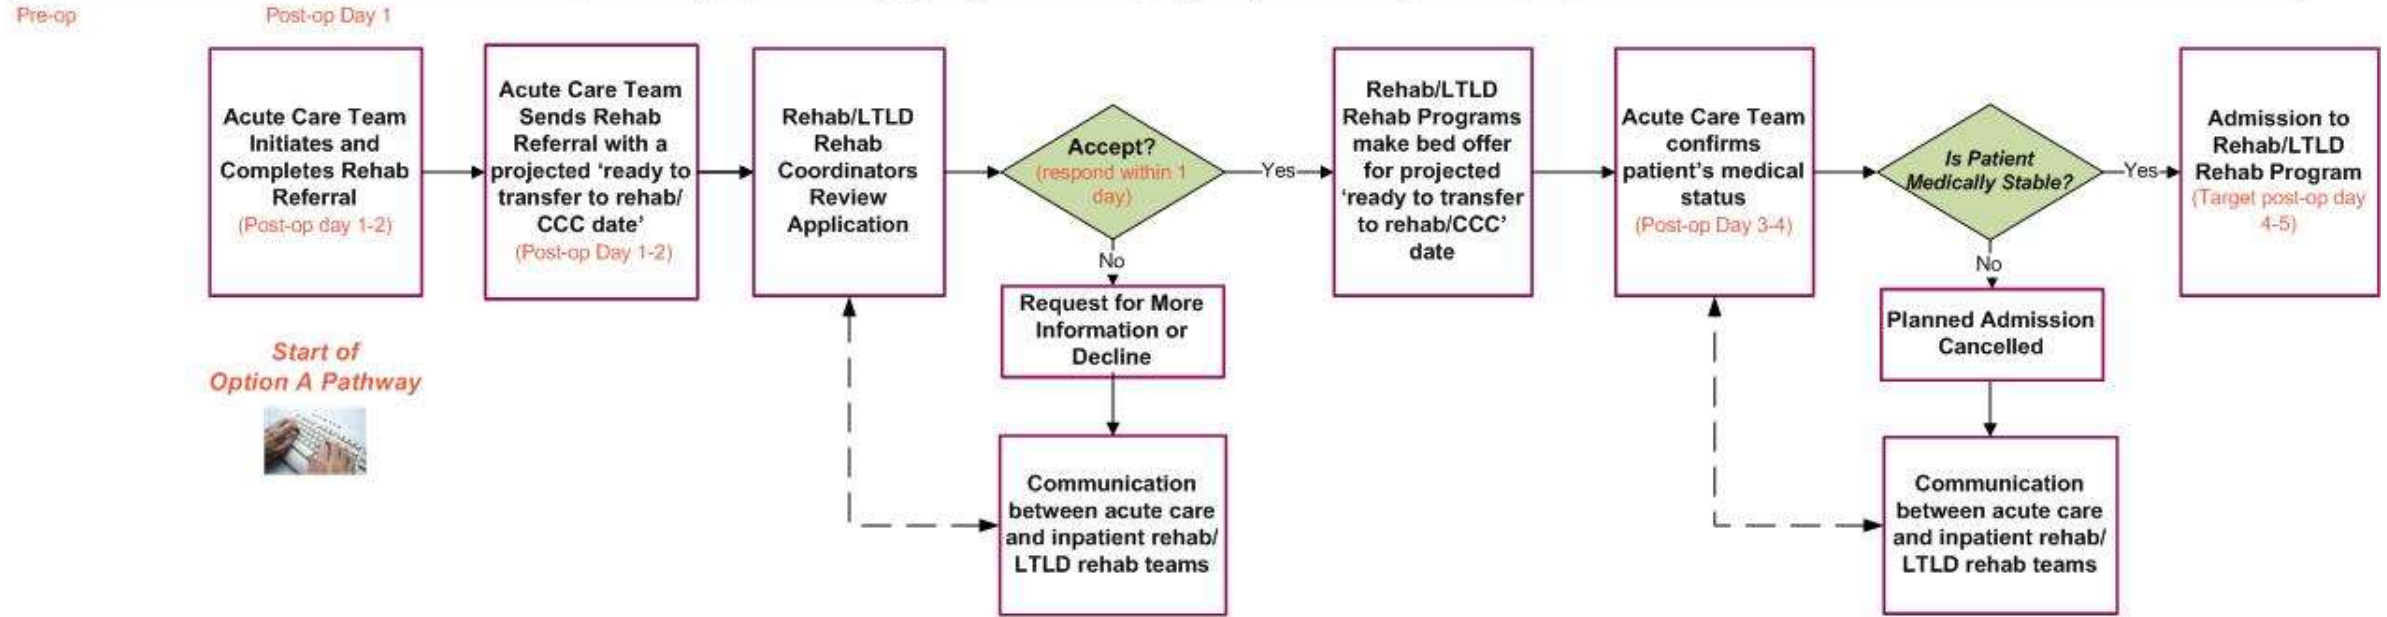 Pre-op
Post-op Day 1
Acute Care Team
Initiates and
Completes Rehab
Referral
(Post-op day 1-2)
Acute Care Team
Sends Rehab
Referral with a
projected ‘ready to
transfer to rehab/
CCC date’
(Post-op Day 1-2)
Rehab/LTLD
Rehab
Coordinators
Review
Application
Accept?
(respond within 1
day)
Yes
No
Request for More
Information or
Decline
Communication
between acute care
and inpatient rehab/
LTLD rehab teams
Rehab/LTLD
Rehab Programs
make bed offer
for projected
‘ready to transfer
to rehab/CCC’
date
Acute Care Team
confirms
patient’s medical
status
(Post-op Day 3-4)
Is Patient
Medically Stable?
Yes
No
Planned Admission
Cancelled
Communication
between acute care
and inpatient rehab/
LTLD rehab teams
Admission to
Rehab/LTLD
Rehab Program
(Target post-op day
4-5)
Start of
Option A Pathway